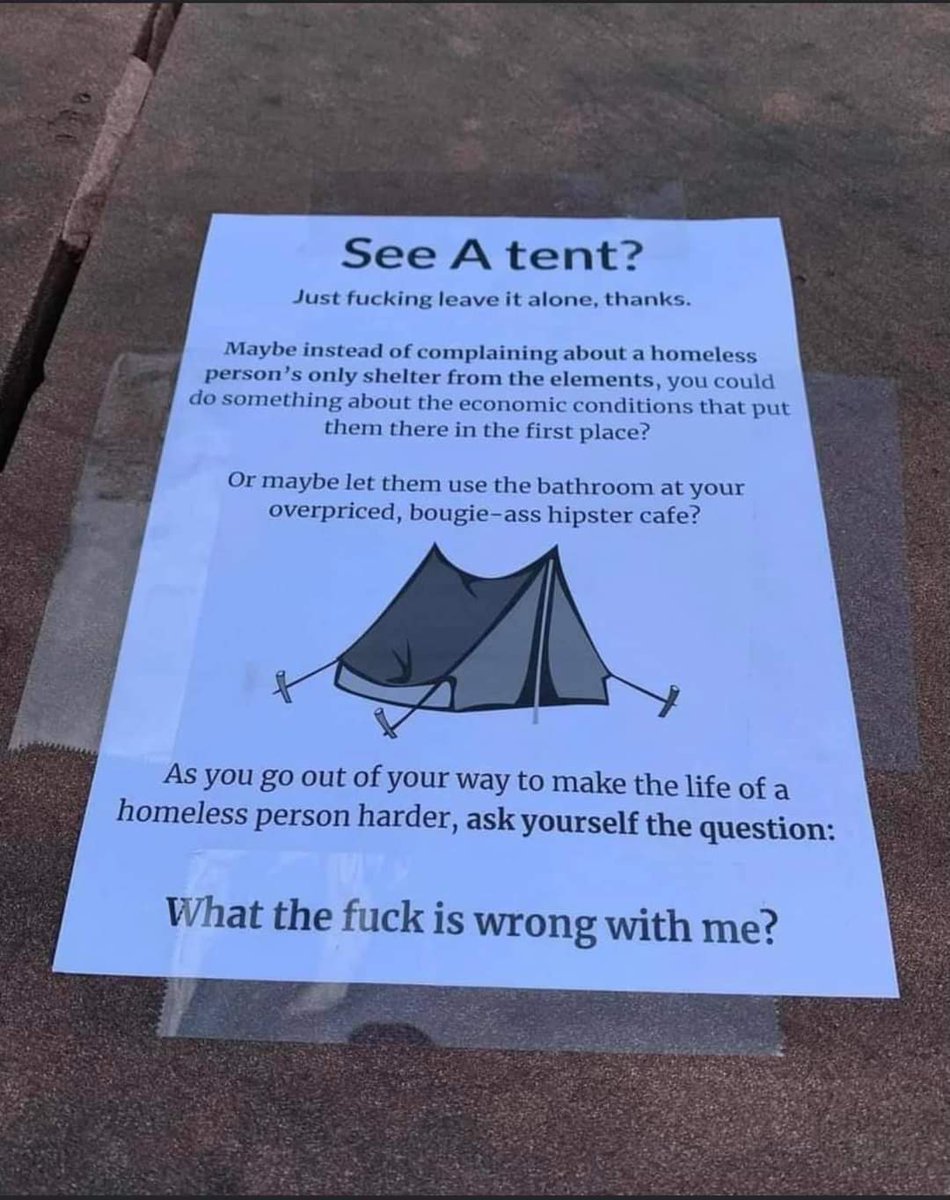 See A tent?
Just fucking leave it alone, thanks.
Maybe instead of complaining about a homeless
person's only shelter from the elements, you could
do something about the economic conditions that put
them there in the first place?
Or maybe let them use the bathroom at your
overpriced, bougie-ass hipster cafe?
As you go out of your way to make the life of a
homeless person harder, ask yourself the question:
What the fuck is wrong with me?